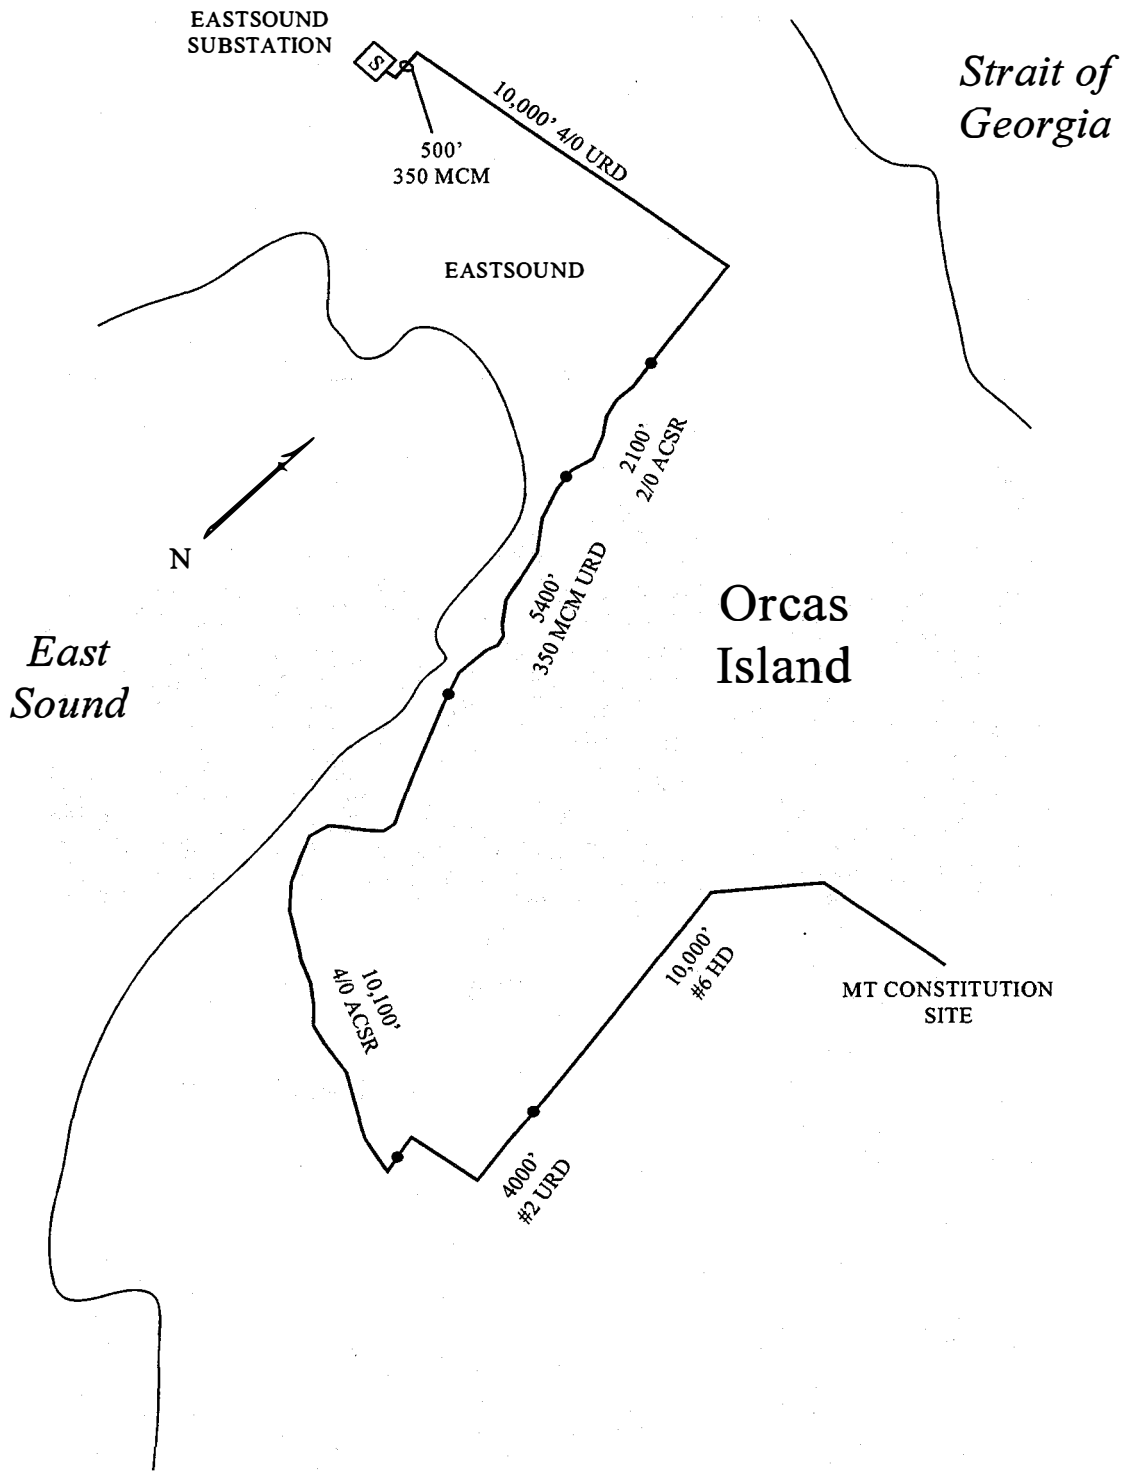 EASTSOUND
SUBSTATION
S
Strait of
Georgia
10,000' 4/0 URD
500'
350 MCM
EASTSOUND
2100'
2/0 ACSR
N
5400'
350 MCM URD
Orcas
Island
East
Sound
10,100'
4/0 ACSR
10,000'
#6 HD
MT CONSTITUTION
SITE
4000'
#2 URD